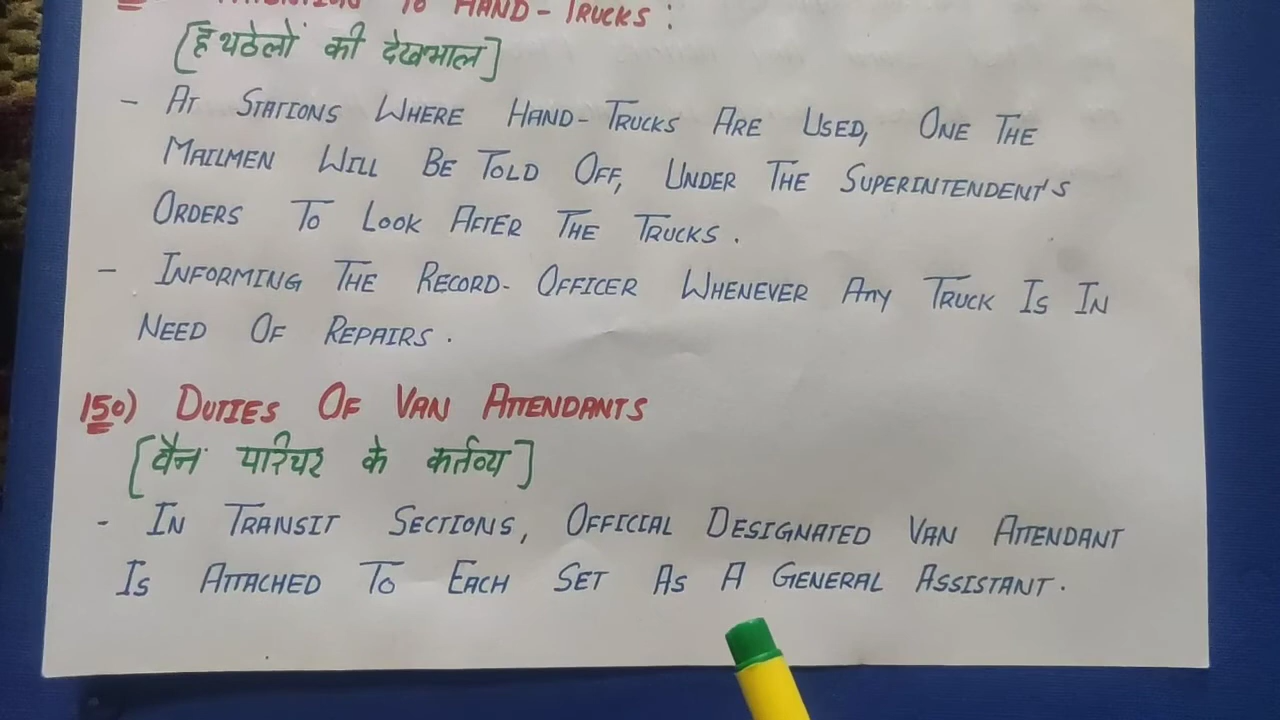 ATTENTION TO HAND-TRUCKS:
[हथठेलों की देखभाल]
- AT STATIONS WHERE HAND-TRUCKS ARE USED, ONE THE
MAILMEN WILL BE TOLD OFF, UNDER THE SUPERINTENDENT'S
ORDERS TO LOOK AFTER THE TRUCKS.
- INFORMING THE RECORD-OFFICER WHENEVER ANY TRUCK IS IN
NEED OF REPAIRS.
150) DUTIES OF VAN ATTENDANTS
[वैन परिचर के कर्तव्य]
- IN TRANSIT SECTIONS, OFFICIAL DESIGNATED VAN ATTENDANT
IS ATTACHED TO EACH SET AS A GENERAL ASSISTANT.